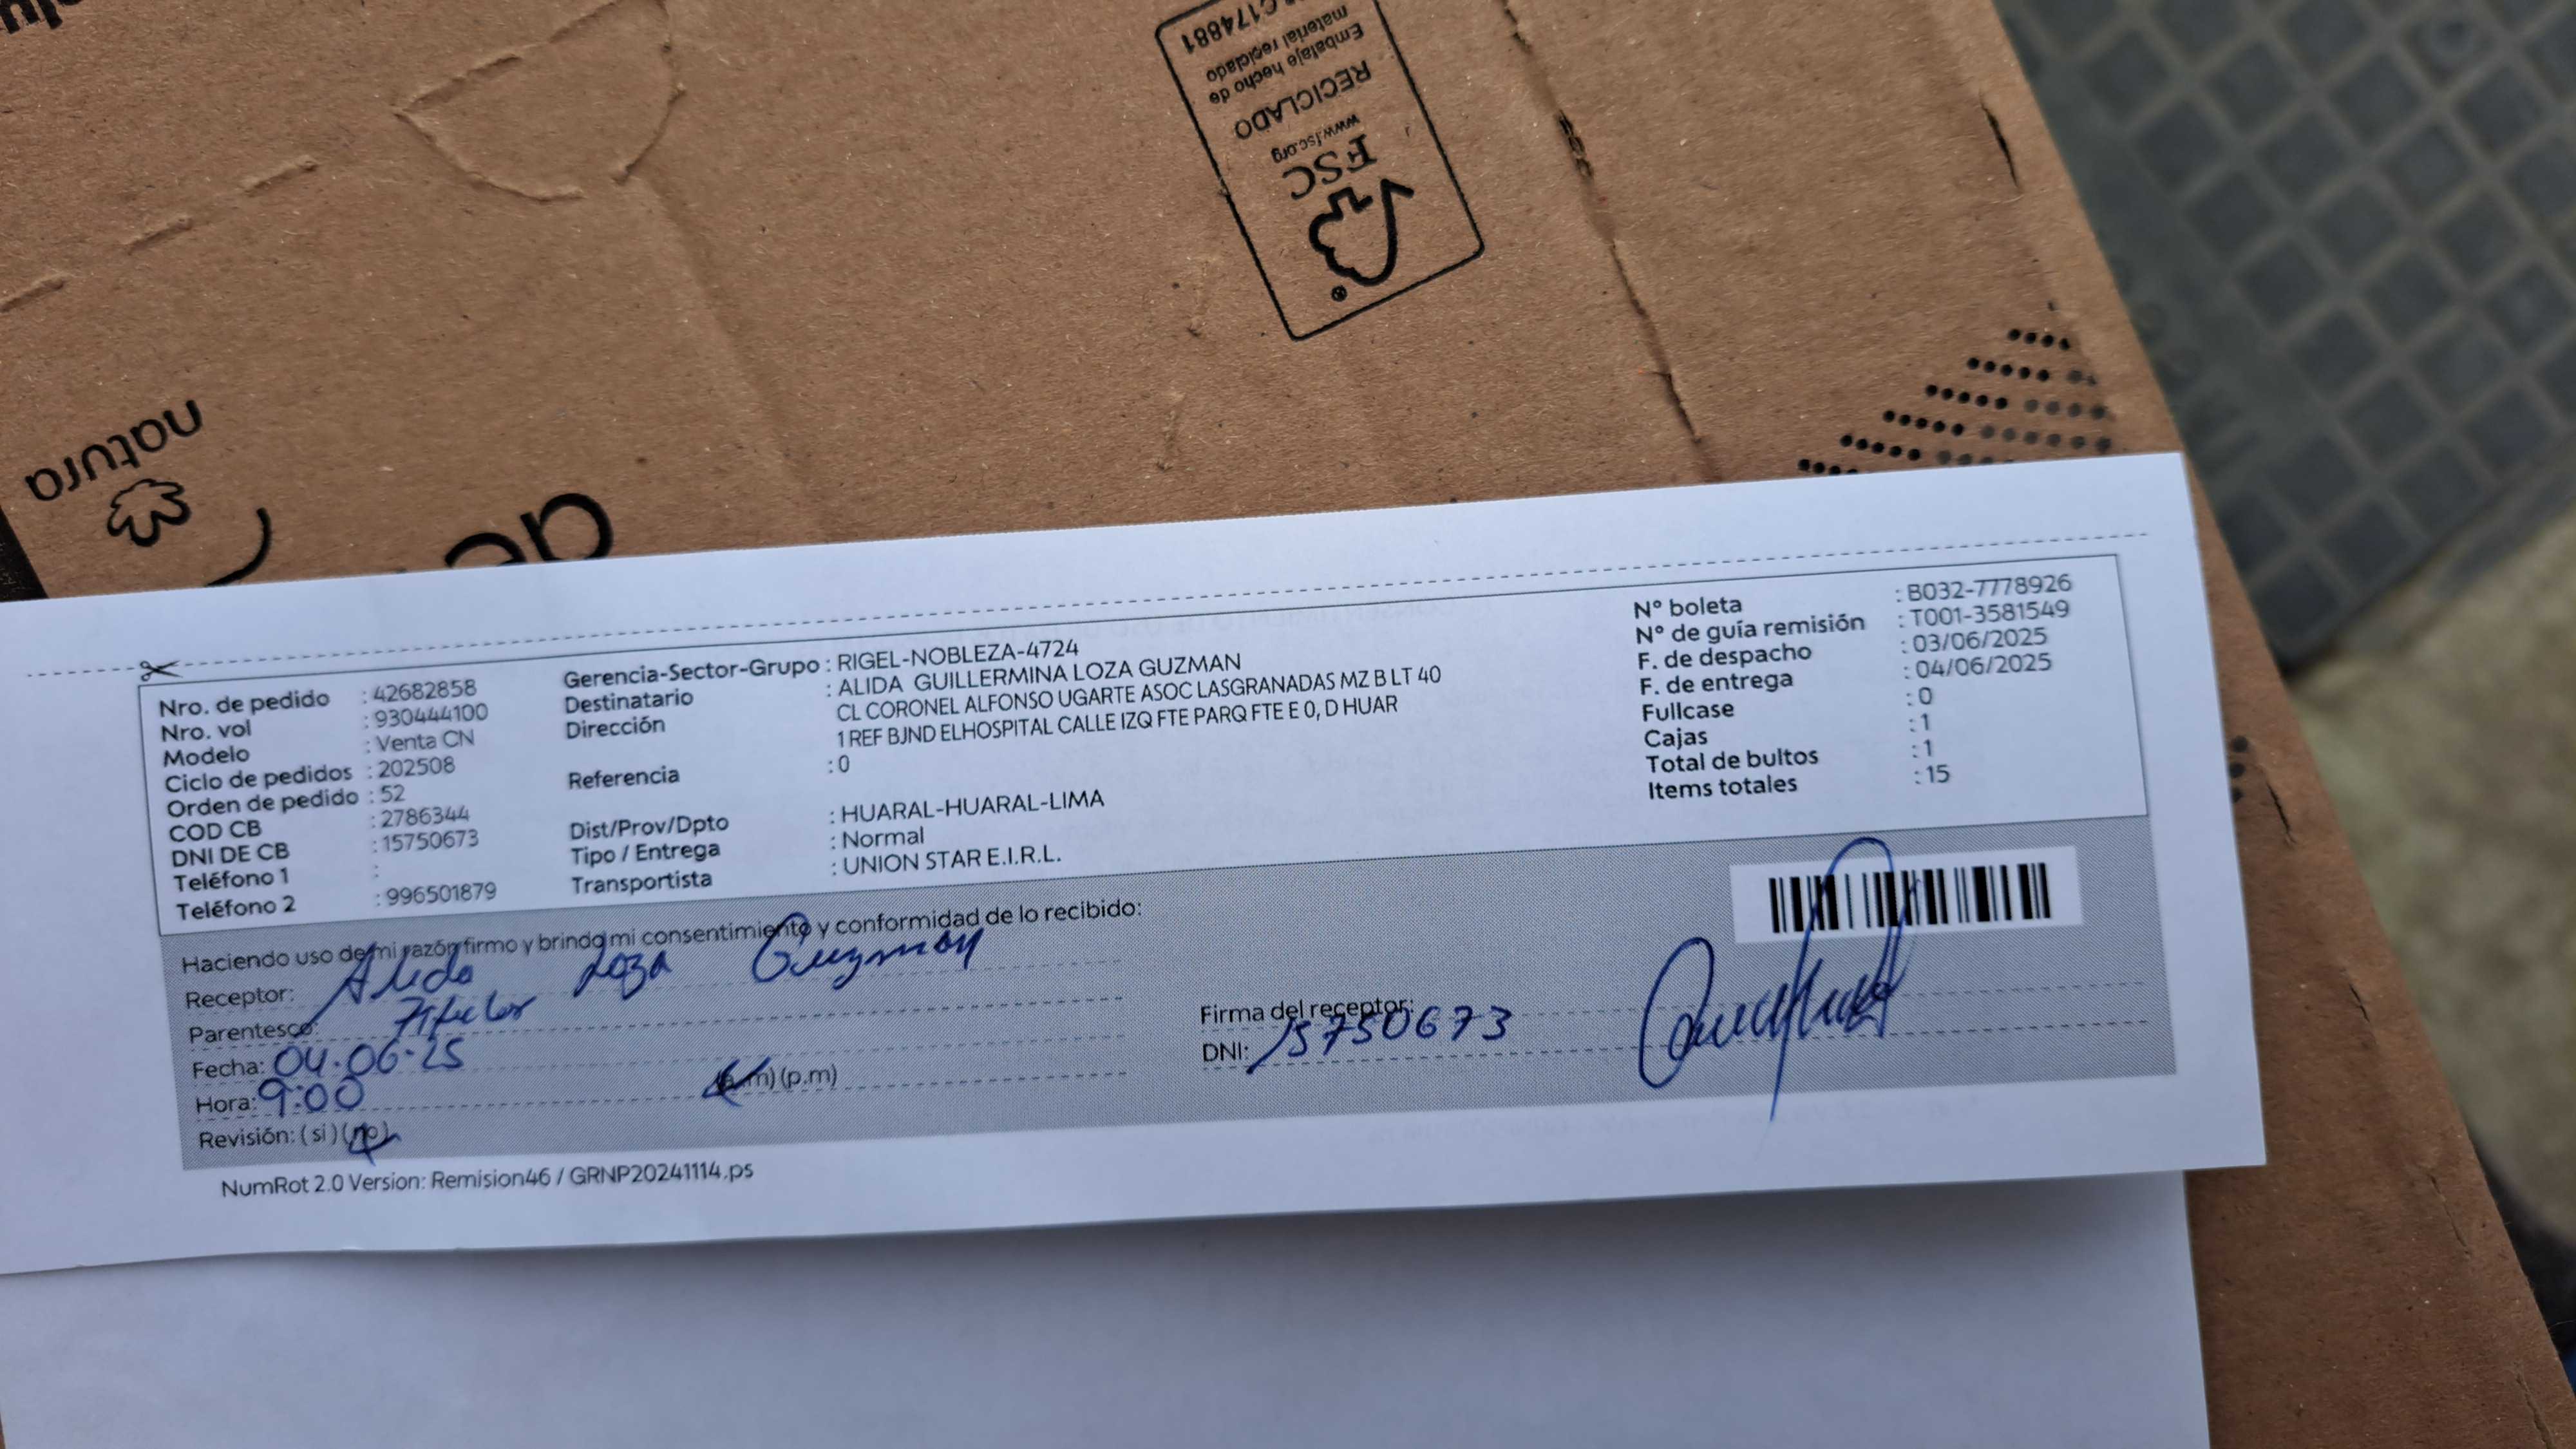 C174881
material reciclado
Embalaje hecho de
RECICLADO
www.fsc.org
FSC
®
natura
de
Nro. de pedido : 42682858
Nro. vol : 930444100
Modelo : Venta CN
Ciclo de pedidos : 202508
Orden de pedido : 52
COD CB : 2786344
DNI DE CB : 15750673
Teléfono 1 :
Teléfono 2 : 996501879
Gerencia-Sector-Grupo : RIGEL-NOBLEZA-4724
Destinatario : ALIDA GUILLERMINA LOZA GUZMAN
Dirección CL CORONEL ALFONSO UGARTE ASOC LASGRANADAS MZ B LT 40
1 REF BJND ELHOSPITAL CALLE IZQ FTE PARQ FTE E 0, D HUAR
Referencia : 0
Dist/Prov/Dpto : HUARAL-HUARAL-LIMA
Tipo / Entrega : Normal
Transportista : UNION STAR E.I.R.L.
N° boleta : B032-7778926
N° de guía remisión : T001-3581549
F. de despacho : 03/06/2025
F. de entrega : 04/06/2025
Fullcase : 0
Cajas : 1
Total de bultos : 1
Items totales : 15
Haciendo uso de mi razón firmo y brindo mi consentimiento y conformidad de lo recibido:
Receptor: Alida Loza Guzman
Parentesco: Titular
Fecha: 04.06.25
Hora: 9:00 (a.m) (p.m)
Revisión: (si) (no)
Firma del receptor:
DNI: 15750673
NumRot 2.0 Version: Remision46 / GRNP20241114.ps